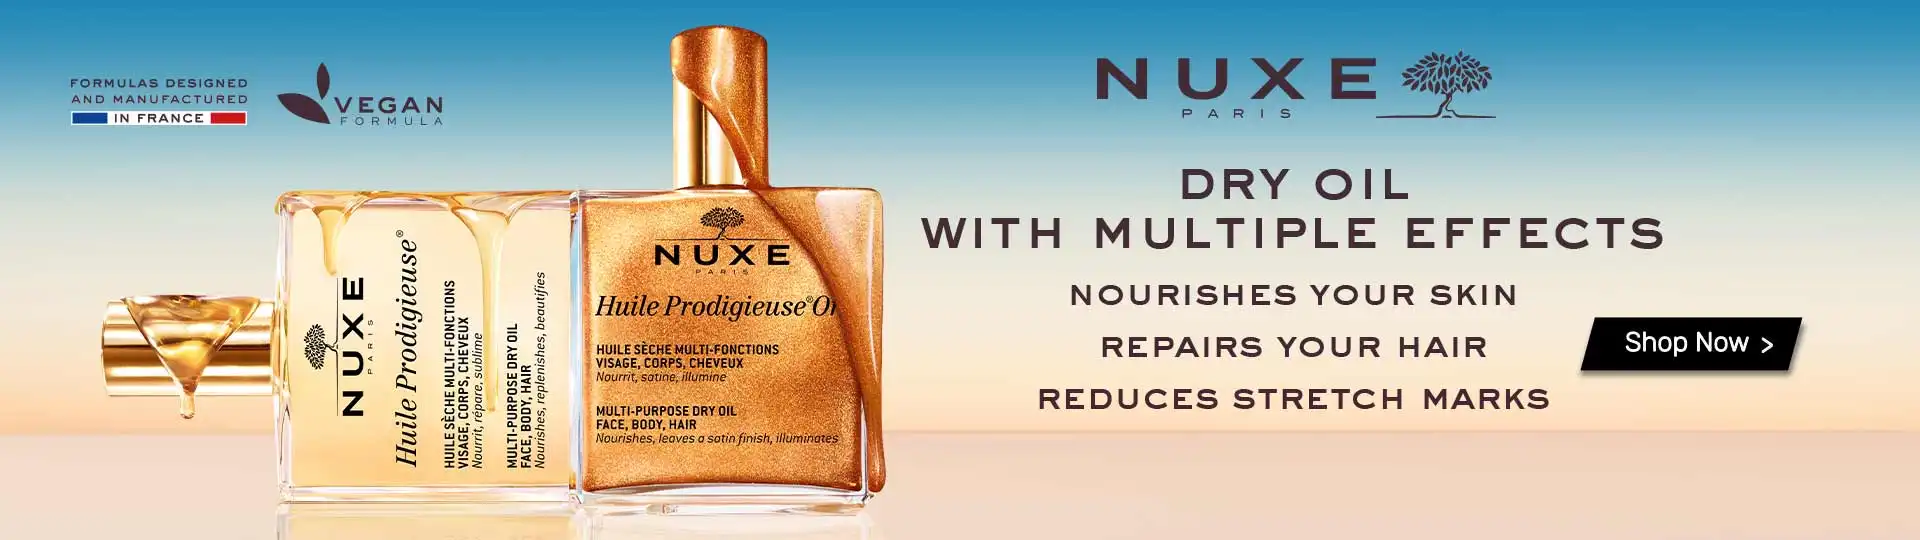 FORMULAS DESIGNED
AND MANUFACTURED
IN FRANCE
VEGAN
FORMULA
NUXE
PARIS
Huile Prodigieuse®
HUILE SÈCHE MULTI-FONCTIONS
VISAGE, CORPS, CHEVEUX
Nourrit, répare, sublime
MULTI-PURPOSE DRY OIL
FACE, BODY, HAIR
Nourishes, replenishes, beautifies
NUXE
PARIS
Huile Prodigieuse® Or
HUILE SÈCHE MULTI-FONCTIONS
VISAGE, CORPS, CHEVEUX
Nourrit, satine, illumine
MULTI-PURPOSE DRY OIL
FACE, BODY, HAIR
Nourishes, leaves a satin finish, illuminates
NUXE
PARIS
DRY OIL
WITH MULTIPLE EFFECTS
NOURISHES YOUR SKIN
REPAIRS YOUR HAIR
REDUCES STRETCH MARKS
Shop Now >